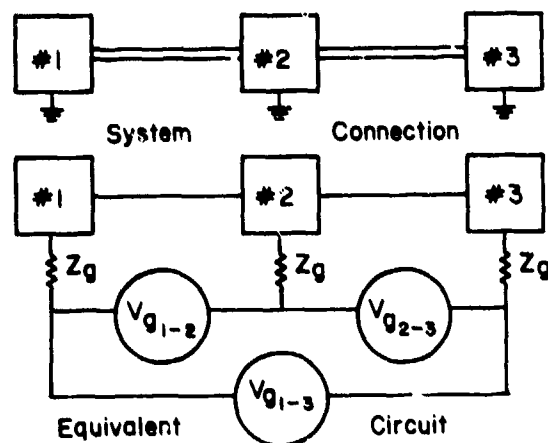 #1 #2 #3
System Connection
#1 #2 #3
Zg Zg Zg
Vg1-2 Vg2-3
Vg1-3
Equivalent Circuit